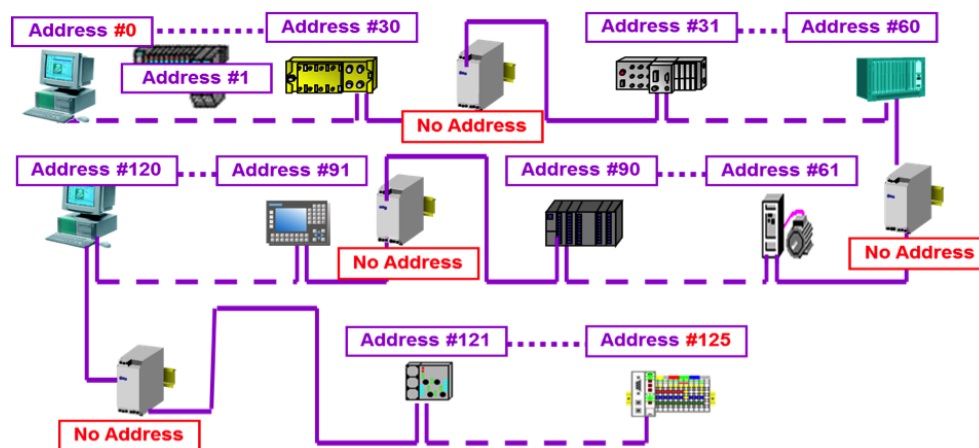 Address #0
Address #30
Address #31
Address #60
Address #1
No Address
Address #120
Address #91
Address #90
Address #61
No Address
No Address
Address #121
Address #125
No Address